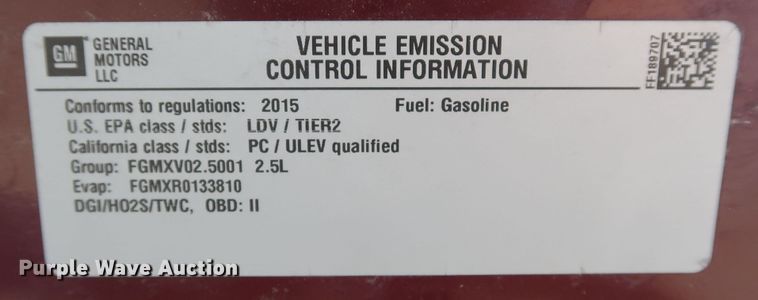 GM
GENERAL
MOTORS
LLC
VEHICLE EMISSION
CONTROL INFORMATION
FF189707
Conforms to regulations: 2015 Fuel: Gasoline
U.S. EPA class / stds: LDV / TIER2
California class / stds: PC / ULEV qualified
Group: FGMXV02.5001 2.5L
Evap: FGMXR0133810
DGI/HO2S/TWC, OBD: II
Purple Wave Auction